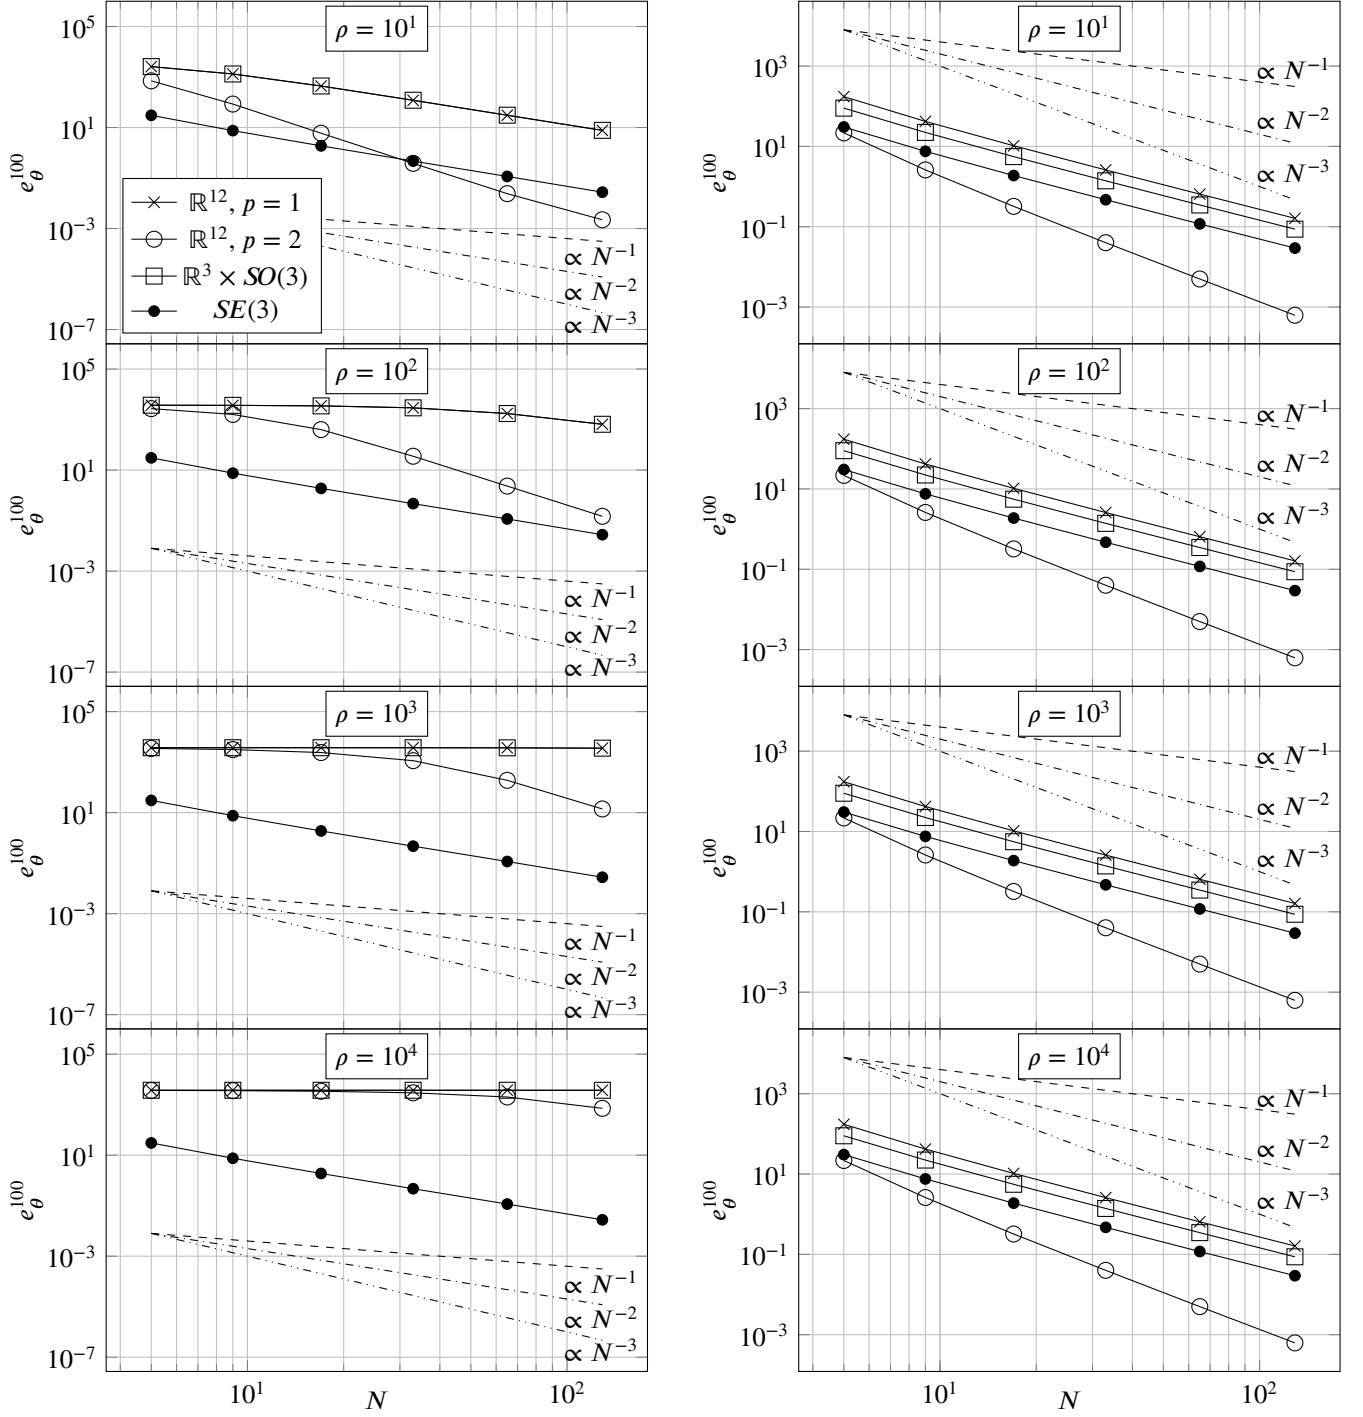 10^5
10^1
10^{-3}
10^{-7}
e_θ^{100}
ρ = 10^1
ℝ^{12}, p = 1
ℝ^{12}, p = 2
ℝ^3 × SO(3)
SE(3)
∝ N^{-1}
∝ N^{-2}
∝ N^{-3}
10^3
10^1
10^{-1}
10^{-3}
e_θ^{100}
ρ = 10^1
∝ N^{-1}
∝ N^{-2}
∝ N^{-3}
10^5
10^1
10^{-3}
10^{-7}
e_θ^{100}
ρ = 10^2
∝ N^{-1}
∝ N^{-2}
∝ N^{-3}
10^3
10^1
10^{-1}
10^{-3}
e_θ^{100}
ρ = 10^2
∝ N^{-1}
∝ N^{-2}
∝ N^{-3}
10^5
10^1
10^{-3}
10^{-7}
e_θ^{100}
ρ = 10^3
∝ N^{-1}
∝ N^{-2}
∝ N^{-3}
10^3
10^1
10^{-1}
10^{-3}
e_θ^{100}
ρ = 10^3
∝ N^{-1}
∝ N^{-2}
∝ N^{-3}
10^5
10^1
10^{-3}
10^{-7}
e_θ^{100}
ρ = 10^4
∝ N^{-1}
∝ N^{-2}
∝ N^{-3}
10^1
N
10^2
10^3
10^1
10^{-1}
10^{-3}
e_θ^{100}
ρ = 10^4
∝ N^{-1}
∝ N^{-2}
∝ N^{-3}
10^1
N
10^2